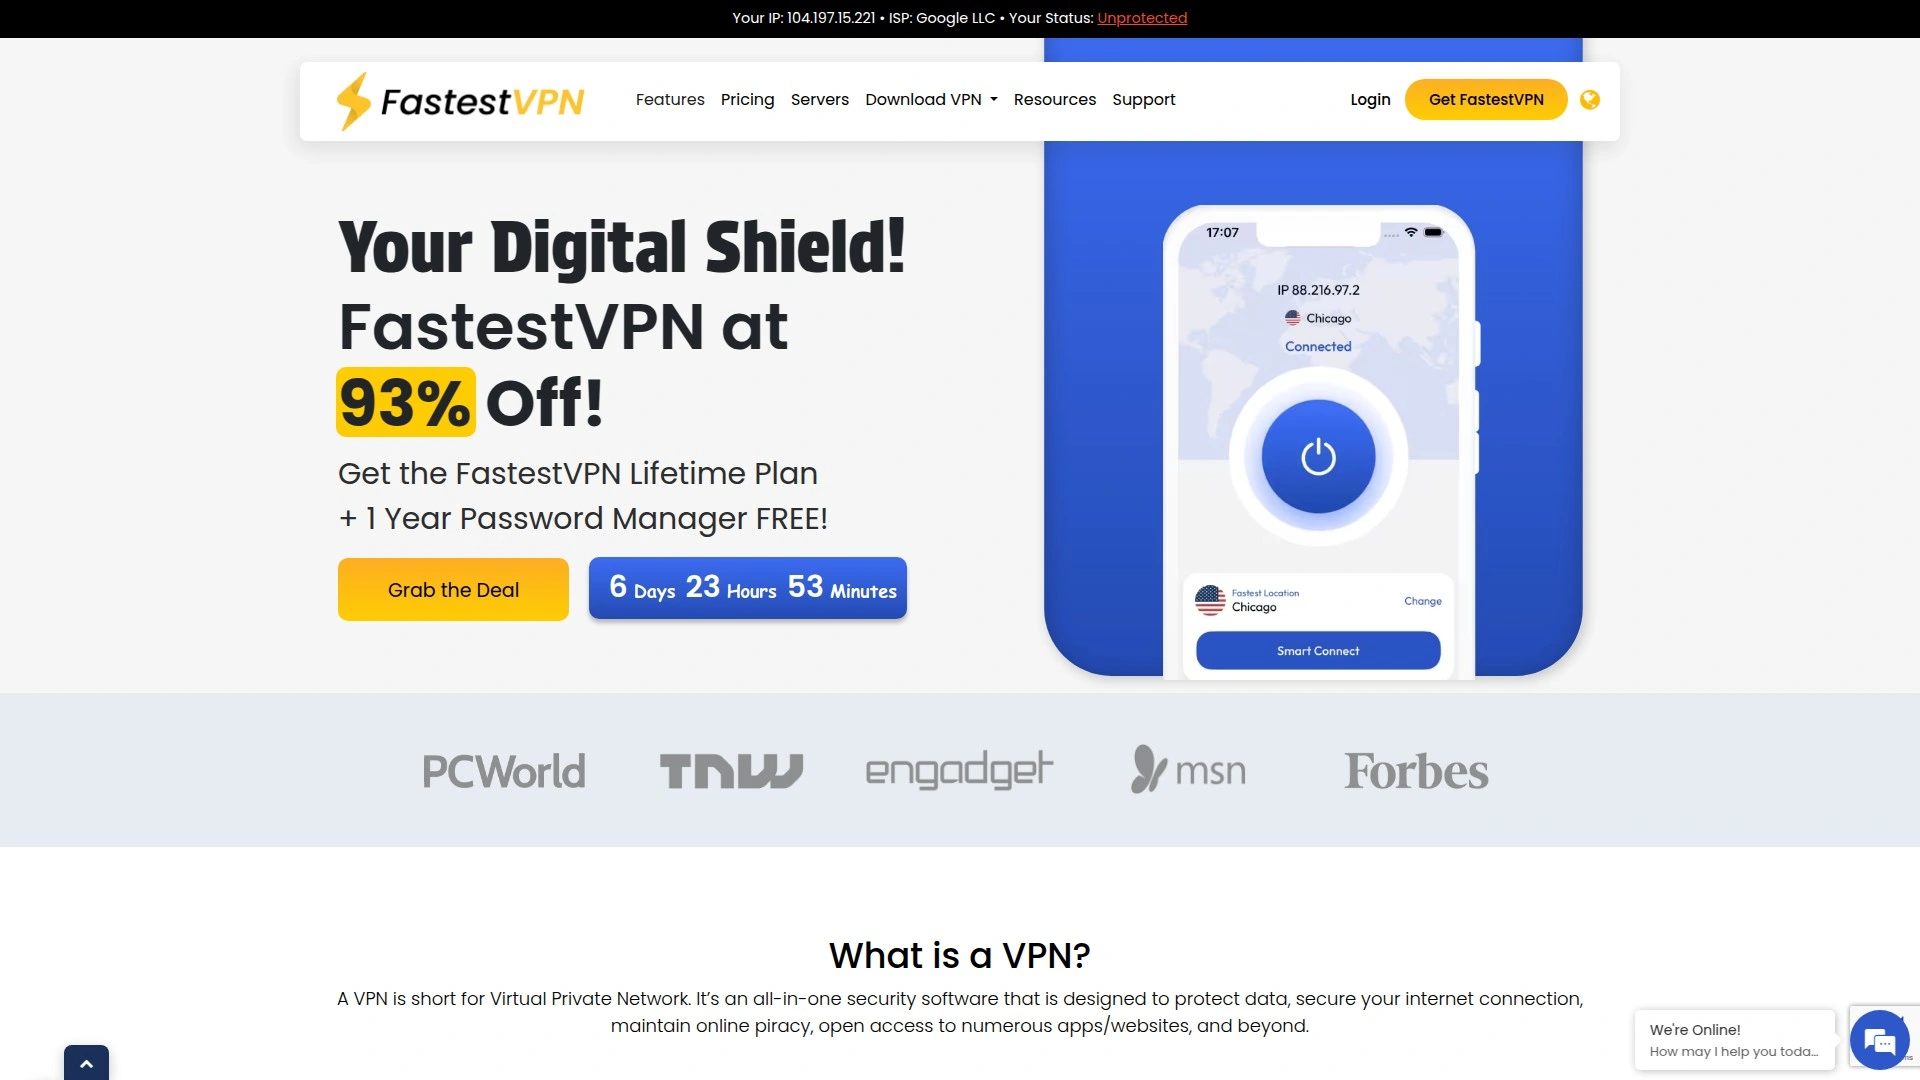 Your IP: 104.197.15.221 • ISP: Google LLC • Your Status: Unprotected
FastestVPN
Features
Pricing
Servers
Download VPN
Resources
Support
Login
Get FastestVPN
Your Digital Shield!
FastestVPN at
93% Off!
Get the FastestVPN Lifetime Plan
+ 1 Year Password Manager FREE!
Grab the Deal
6 Days 23 Hours 53 Minutes
17:07
IP 88.216.97.2
Chicago
Connected
Fastest Location
Chicago
Change
Smart Connect
PCWorld
TNW
engadget
msn
Forbes
What is a VPN?
A VPN is short for Virtual Private Network. It’s an all-in-one security software that is designed to protect data, secure your internet connection,
maintain online piracy, open access to numerous apps/websites, and beyond.
We're Online!
How may I help you toda...